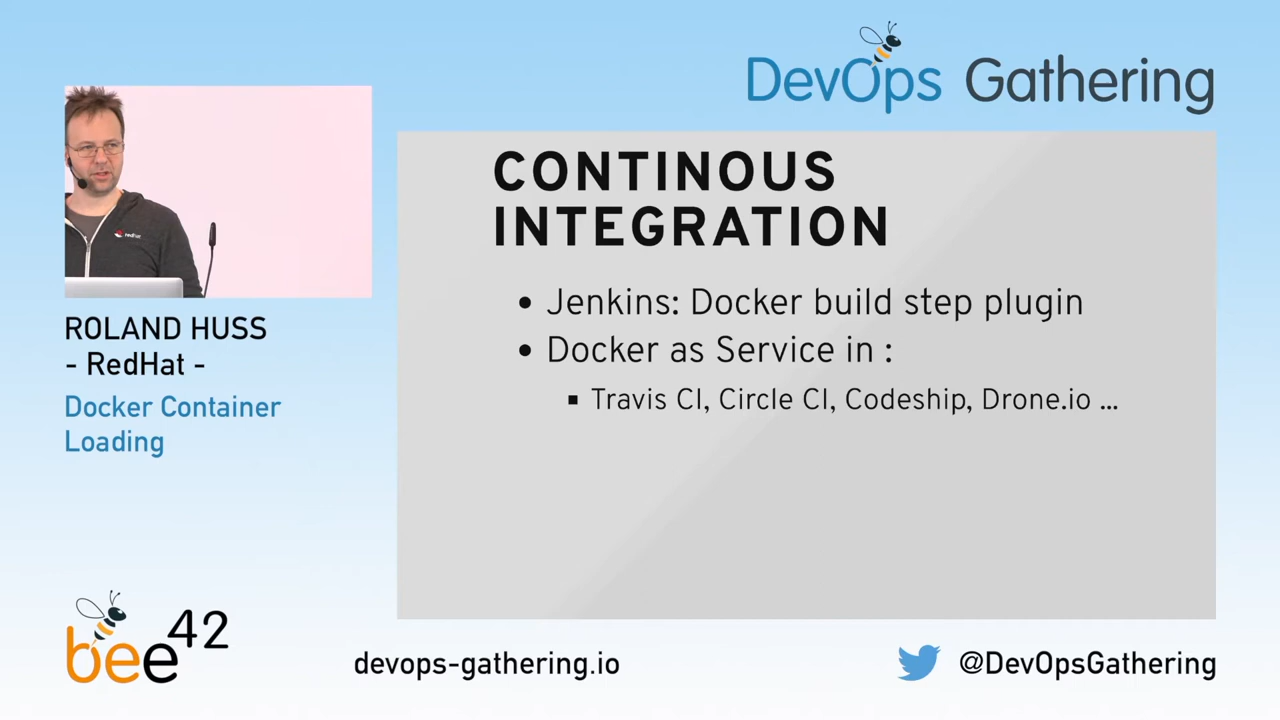 DevOps Gathering
CONTINOUS
INTEGRATION
• Jenkins: Docker build step plugin
• Docker as Service in :
▪ Travis CI, Circle CI, Codeship, Drone.io ...
redhat
ROLAND HUSS
- RedHat -
Docker Container
Loading
bee42
devops-gathering.io
@DevOpsGathering